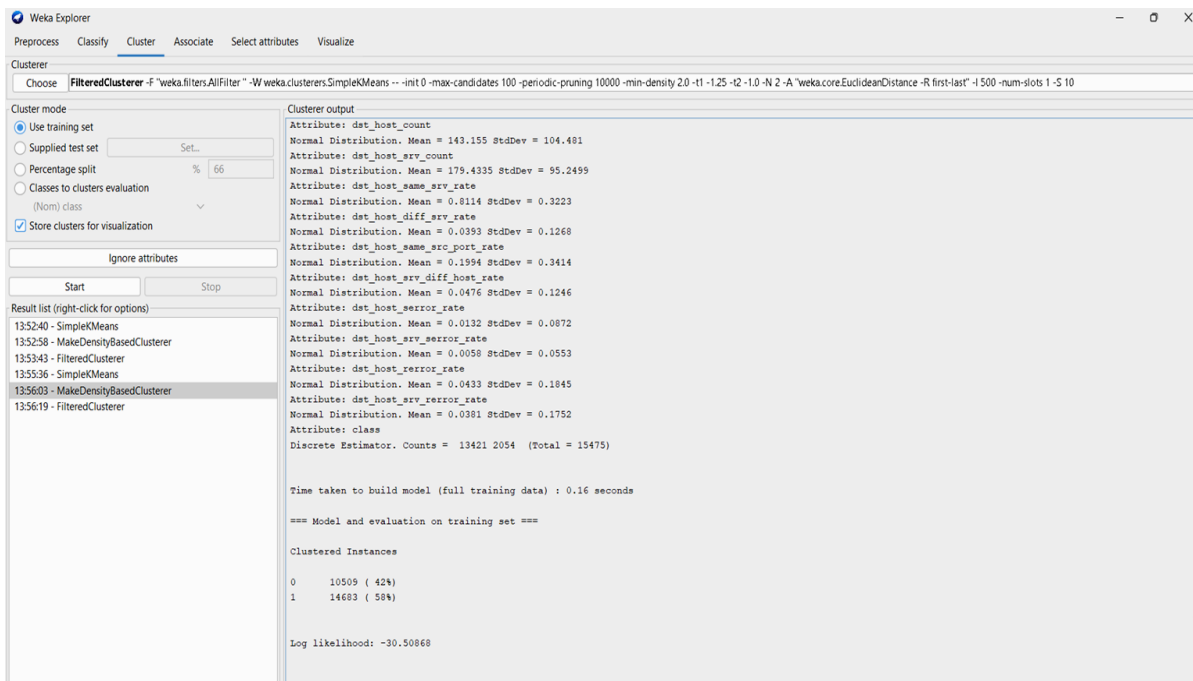 Weka Explorer
Preprocess Classify Cluster Associate Select attributes Visualize
Clusterer
Choose FilteredClusterer -F "weka.filters.AllFilter " -W weka.clusterers.SimpleKMeans -- -init 0 -max-candidates 100 -periodic-pruning 10000 -min-density 2.0 -t1 -1.25 -t2 -1.0 -N 2 -A "weka.core.EuclideanDistance -R first-last" -I 500 -num-slots 1 -S 10
Cluster mode
Use training set
Supplied test set Set...
Percentage split % 66
Classes to clusters evaluation
(Nom) class
Store clusters for visualization
Ignore attributes
Start Stop
Result list (right-click for options)
13:52:40 - SimpleKMeans
13:52:58 - MakeDensityBasedClusterer
13:53:43 - FilteredClusterer
13:55:36 - SimpleKMeans
13:56:03 - MakeDensityBasedClusterer
13:56:19 - FilteredClusterer
Clusterer output
Attribute: dst_host_count
Normal Distribution. Mean = 143.155 StdDev = 104.481
Attribute: dst_host_srv_count
Normal Distribution. Mean = 179.4335 StdDev = 95.2499
Attribute: dst_host_same_srv_rate
Normal Distribution. Mean = 0.8114 StdDev = 0.3223
Attribute: dst_host_diff_srv_rate
Normal Distribution. Mean = 0.0393 StdDev = 0.1268
Attribute: dst_host_same_src_port_rate
Normal Distribution. Mean = 0.1994 StdDev = 0.3414
Attribute: dst_host_srv_diff_host_rate
Normal Distribution. Mean = 0.0476 StdDev = 0.1246
Attribute: dst_host_serror_rate
Normal Distribution. Mean = 0.0132 StdDev = 0.0872
Attribute: dst_host_srv_serror_rate
Normal Distribution. Mean = 0.0058 StdDev = 0.0553
Attribute: dst_host_rerror_rate
Normal Distribution. Mean = 0.0433 StdDev = 0.1845
Attribute: dst_host_srv_rerror_rate
Normal Distribution. Mean = 0.0381 StdDev = 0.1752
Attribute: class
Discrete Estimator. Counts = 13421 2054 (Total = 15475)
Time taken to build model (full training data) : 0.16 seconds
=== Model and evaluation on training set ===
Clustered Instances
0 10509 ( 42%)
1 14683 ( 58%)
Log likelihood: -30.50868